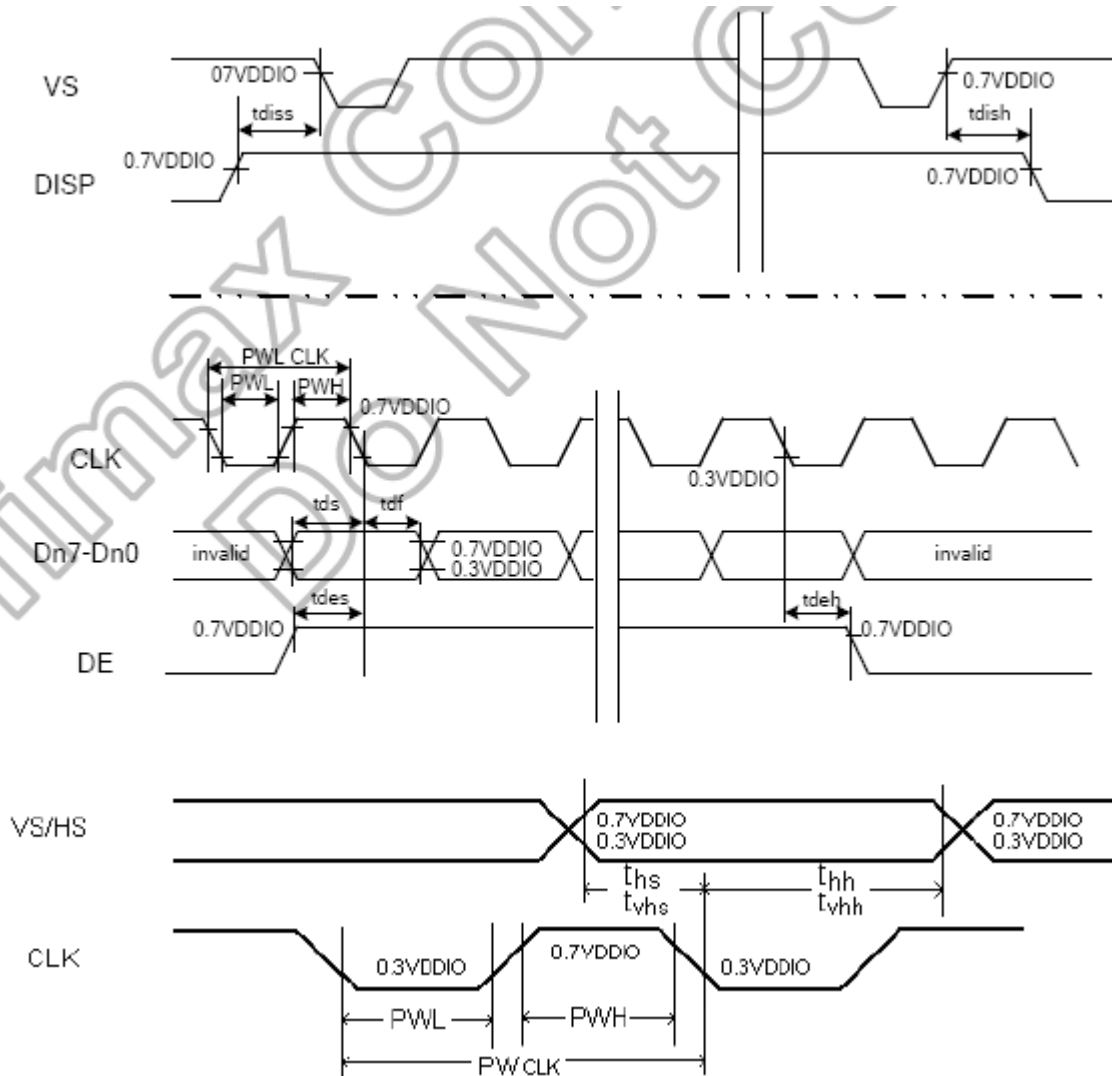 VS
07VDDIO
0.7VDDIO
tdiss
tdish
0.7VDDIO
0.7VDDIO
DISP
PWL CLK
PWL
PWH
0.7VDDIO
CLK
0.3VDDIO
tds
tdf
Dn7-Dn0
invalid
0.7VDDIO
0.3VDDIO
invalid
tdes
tdeh
0.7VDDIO
0.7VDDIO
DE
VS/HS
0.7VDDIO
0.3VDDIO
0.7VDDIO
0.3VDDIO
ths
tvhs
thh
tvhh
CLK
0.3VDDIO
0.7VDDIO
0.3VDDIO
PWL
PWH
PWCLK
Do Not